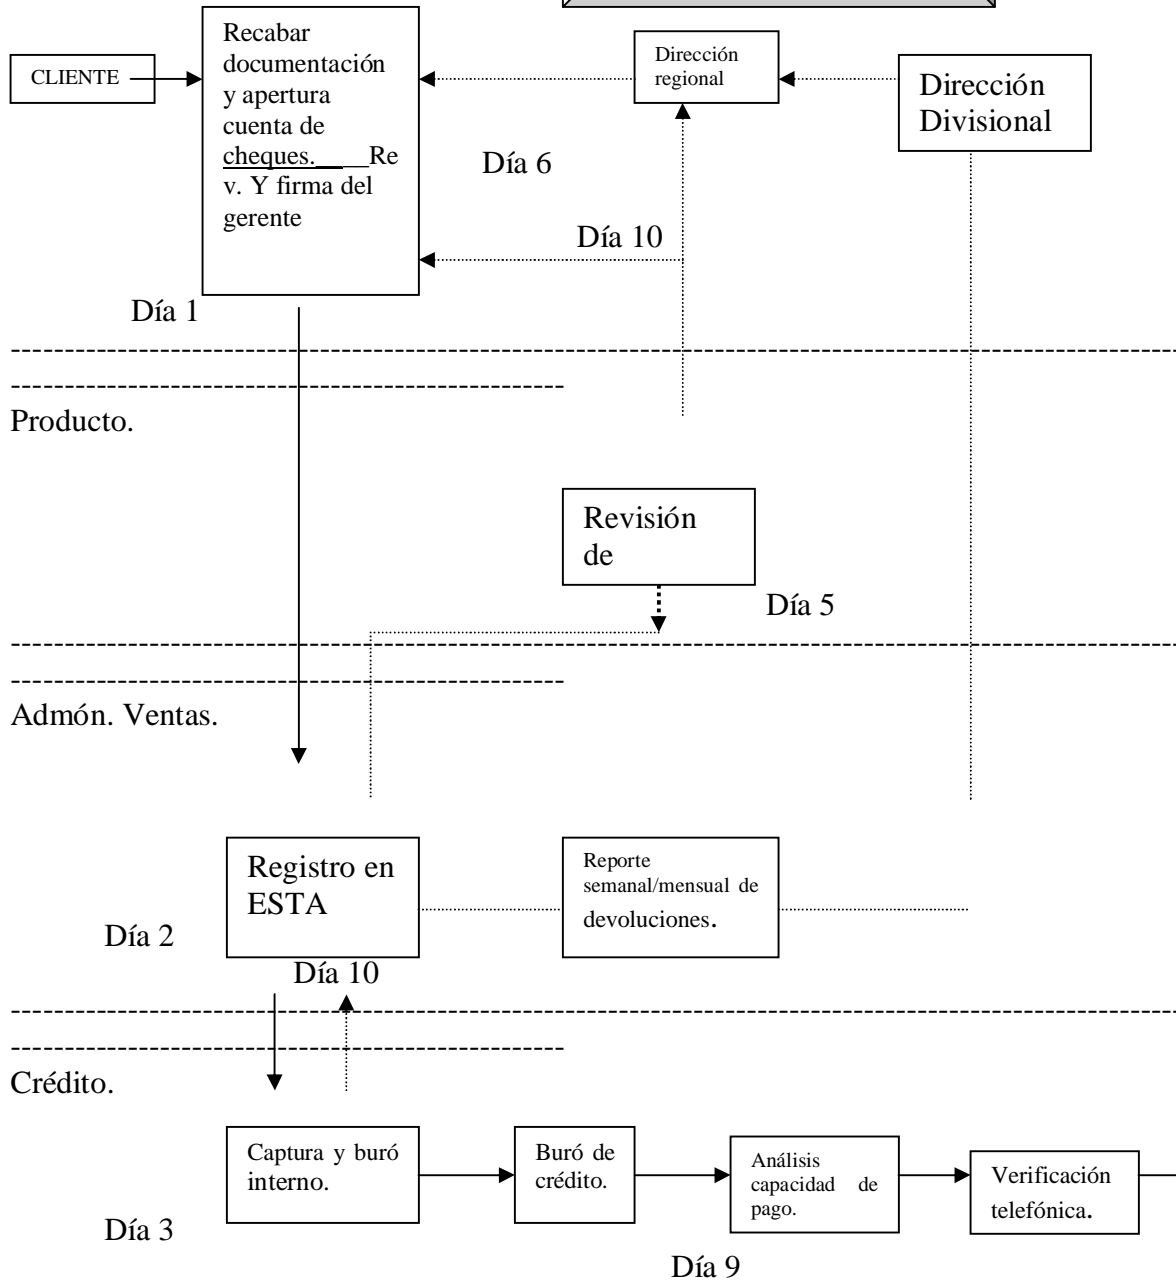 Recabar
documentación
y apertura
cuenta de
cheques.____Re
v. Y firma del
gerente
CLIENTE
Dirección
regional
Dirección
Divisional
Día 6
Día 10
Día 1
Producto.
Revisión
de
Día 5
Admón. Ventas.
Registro en
ESTA
Reporte
semanal/mensual de
devoluciones.
Día 2
Día 10
Crédito.
Captura y buró
interno.
Buró de
crédito.
Análisis
capacidad de
pago.
Verificación
telefónica.
Día 3
Día 9